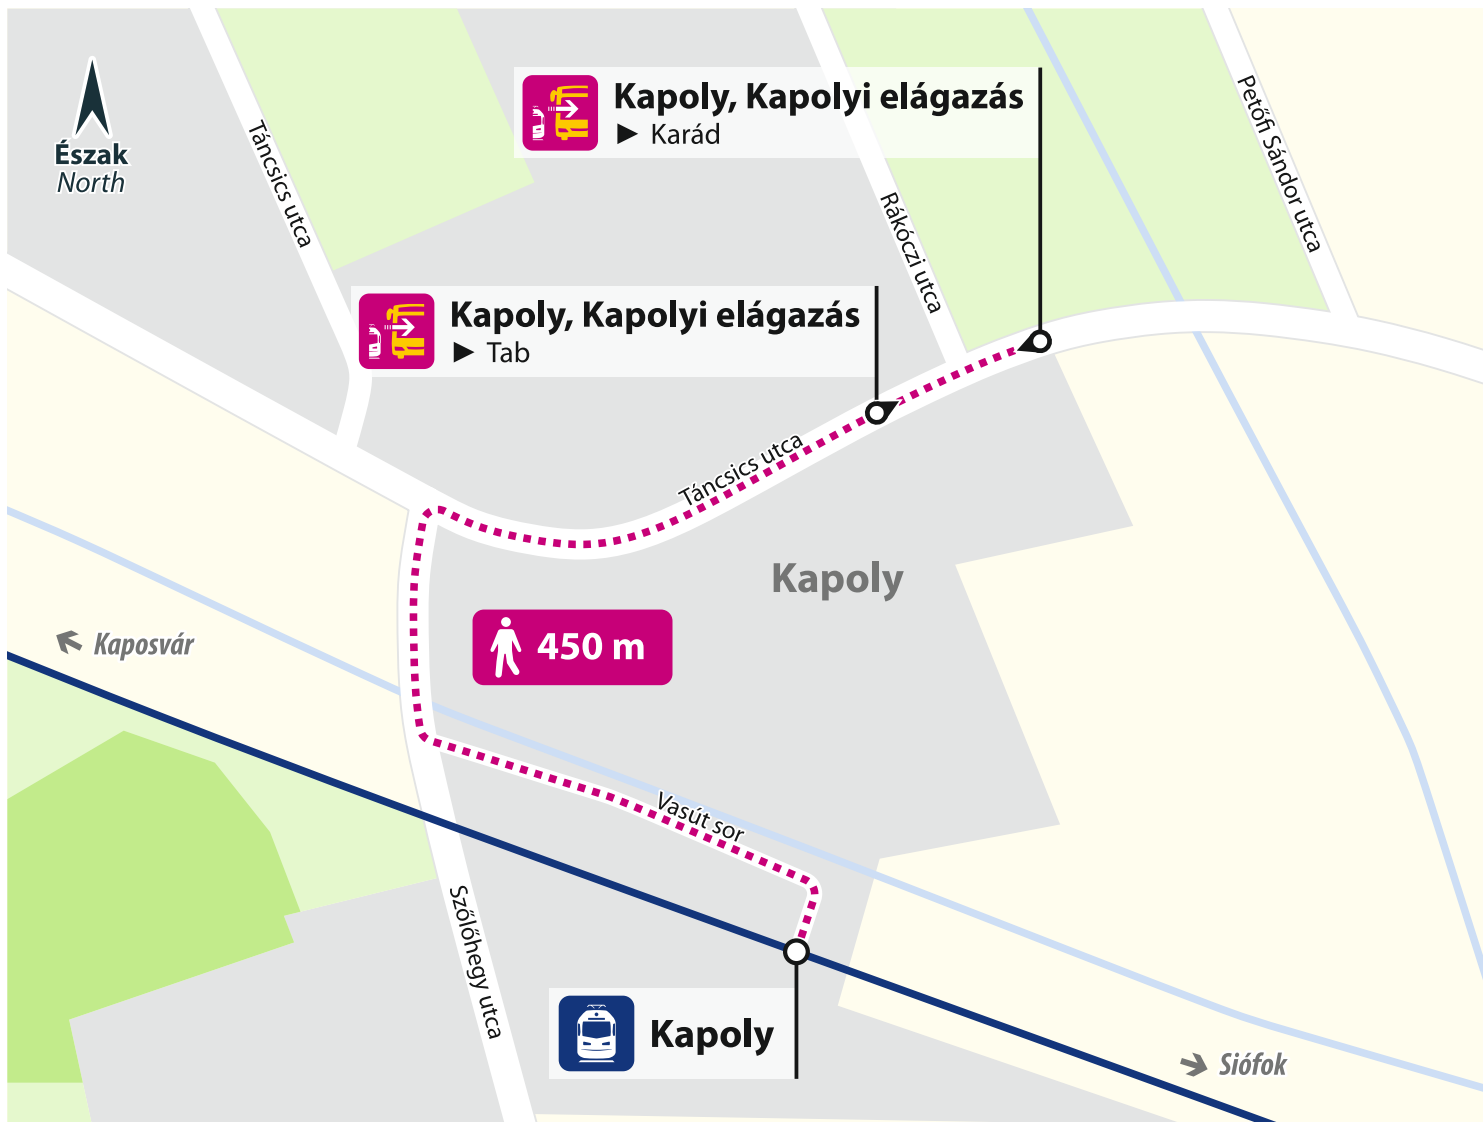 Kapoly, Kapolyi elágazás
► Karád
Észak
North
Táncsics utca
Rákóczi utca
Petőfi Sándor utca
Kapoly, Kapolyi elágazás
► Tab
Táncsics utca
Kapoly
450 m
Kaposvár
Vasút sor
Szőlőhegy utca
Kapoly
Siófok